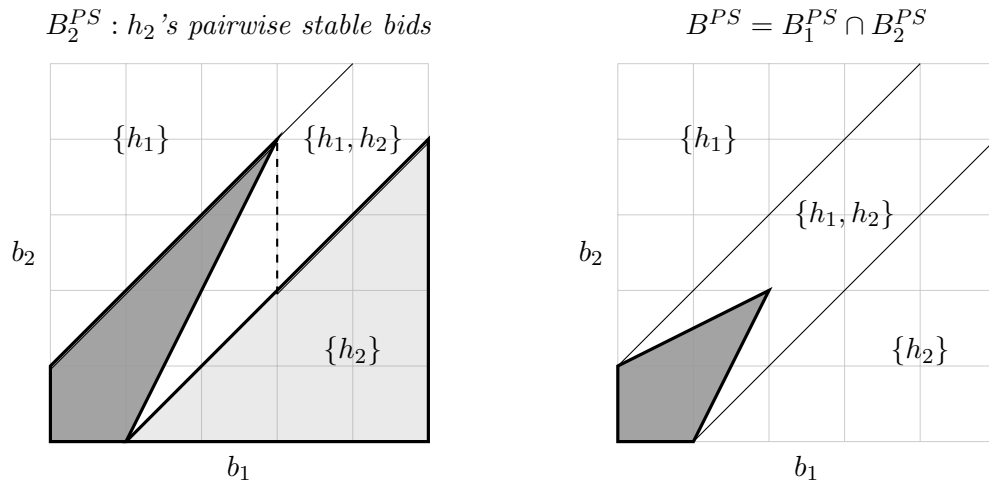 $B_2^{PS} : h_2$'s pairwise stable bids
$\{h_1\}$
$\{h_1, h_2\}$
$b_2$
$\{h_2\}$
$b_1$
$B^{PS} = B_1^{PS} \cap B_2^{PS}$
$\{h_1\}$
$\{h_1, h_2\}$
$b_2$
$\{h_2\}$
$b_1$